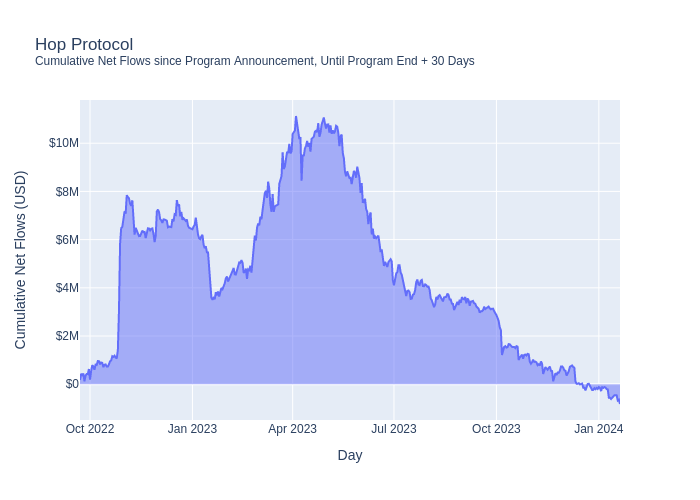 Hop Protocol
Cumulative Net Flows since Program Announcement, Until Program End + 30 Days
Cumulative Net Flows (USD)
$10M
$8M
$6M
$4M
$2M
$0
Oct 2022 Jan 2023 Apr 2023 Jul 2023 Oct 2023 Jan 2024
Day